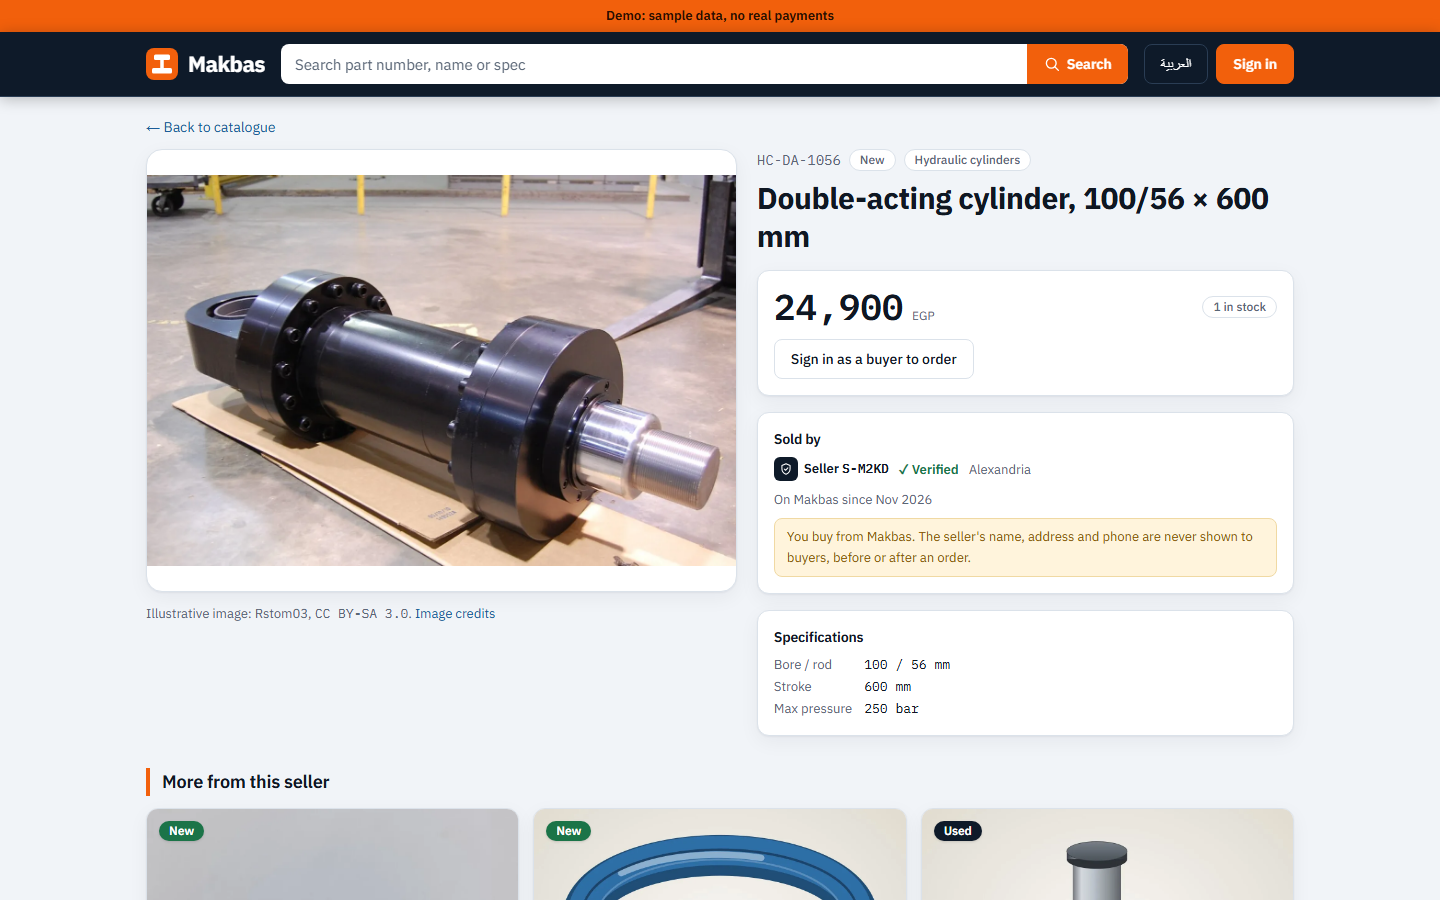 Demo: sample data, no real payments
Makbas
Search part number, name or spec
Search
العربية
Sign in
← Back to catalogue
HC-DA-1056
New
Hydraulic cylinders
Double-acting cylinder, 100/56 × 600
mm
24,900 EGP
1 in stock
Sign in as a buyer to order
Sold by
Seller S-M2KD ✓ Verified Alexandria
On Makbas since Nov 2026
You buy from Makbas. The seller's name, address and phone are never shown to
buyers, before or after an order.
Illustrative image: Rstom03, CC BY-SA 3.0. Image credits
Specifications
Bore / rod 100 / 56 mm
Stroke 600 mm
Max pressure 250 bar
More from this seller
New
New
Used